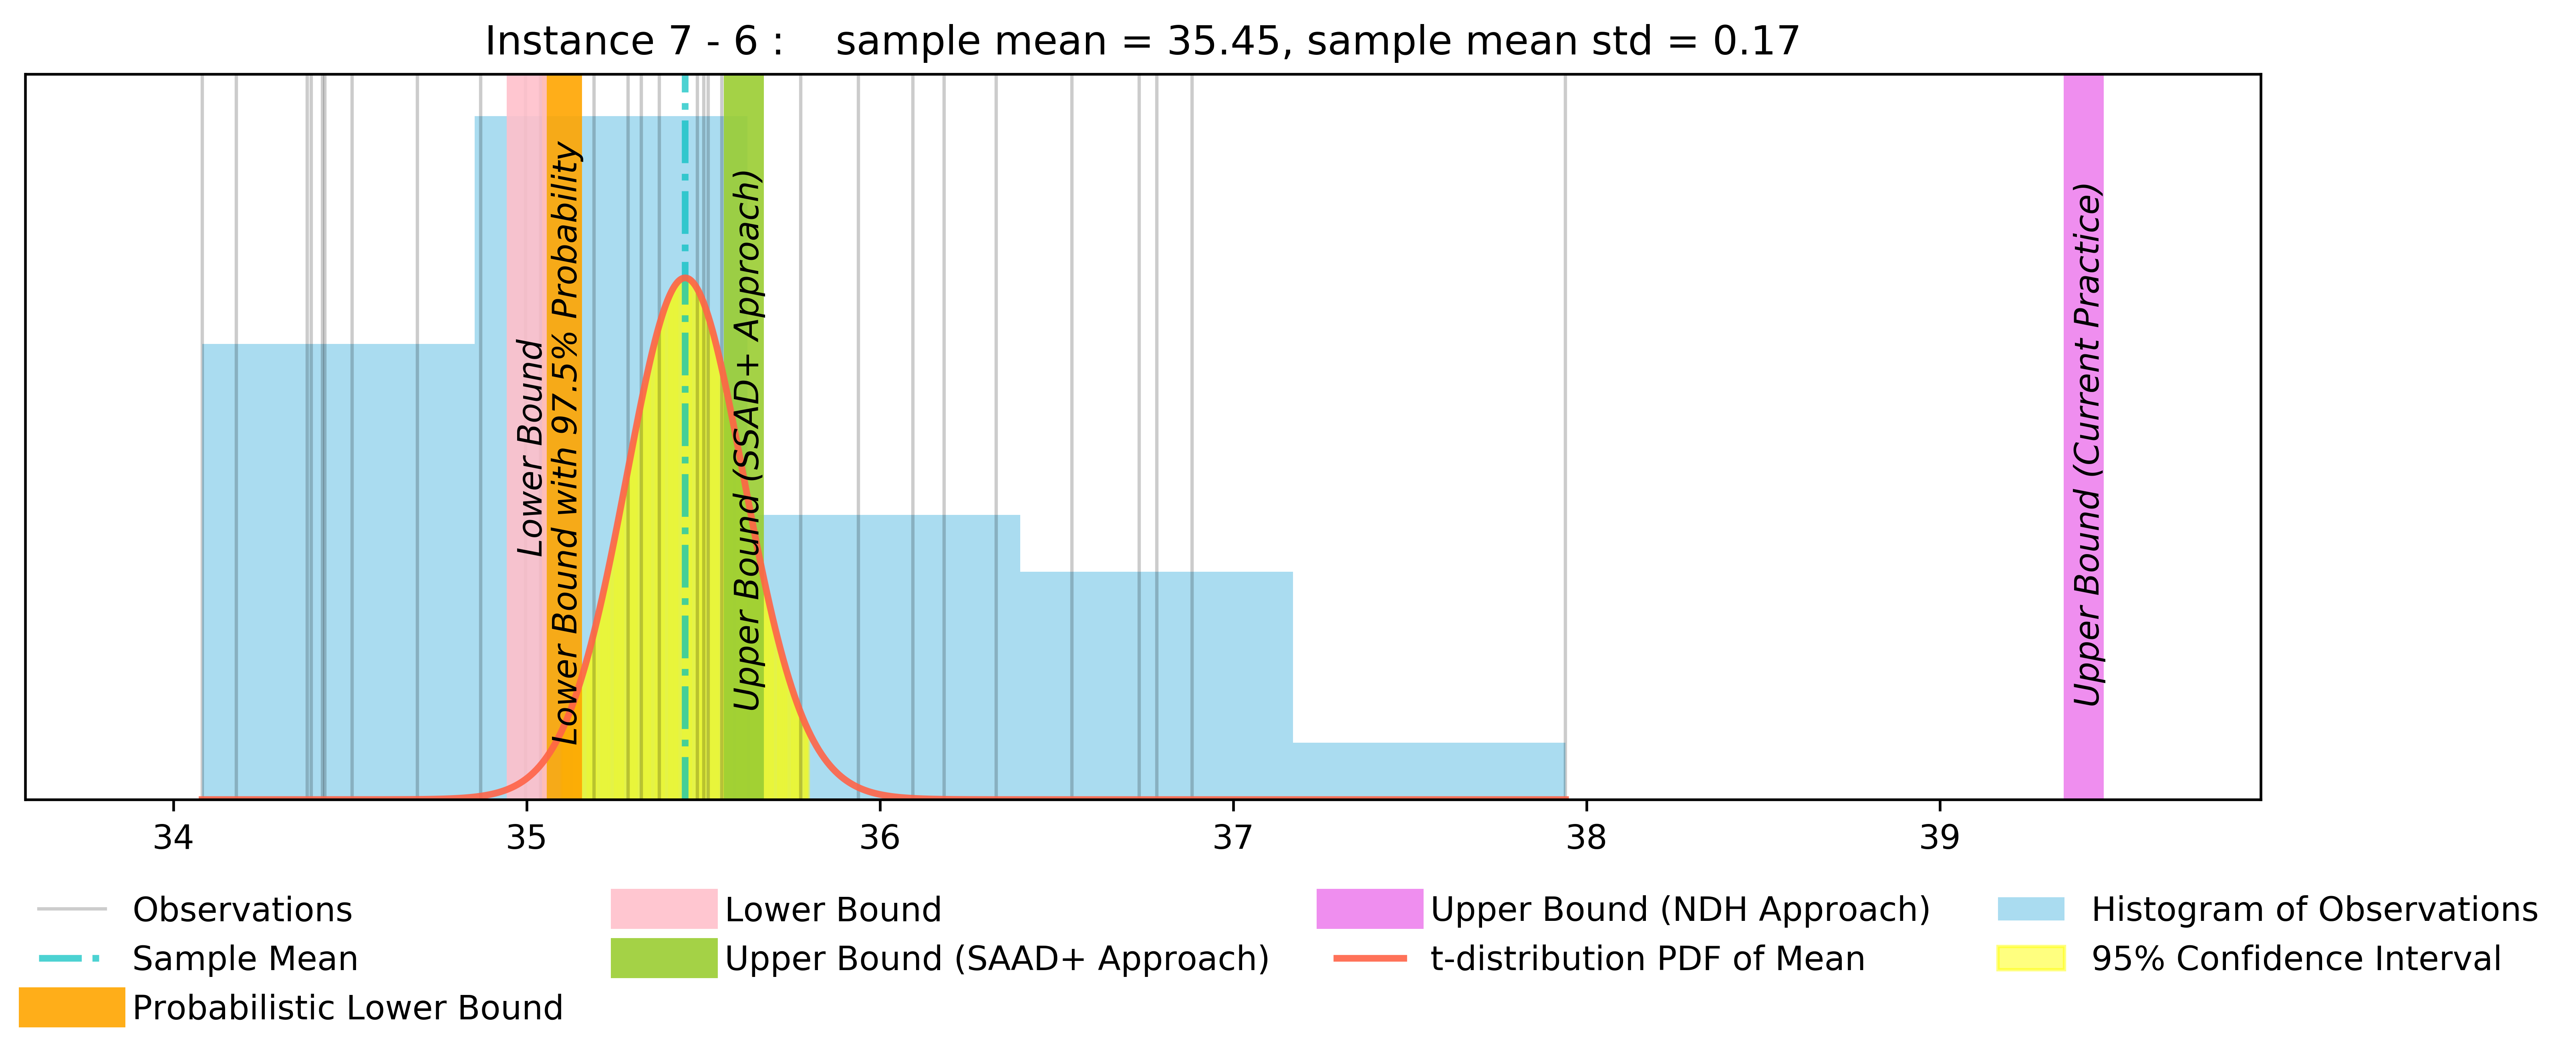 Instance 7 - 6 :    sample mean = 35.45, sample mean std = 0.17
Lower Bound
Lower Bound with 97.5% Probability
Upper Bound (SSAD+ Approach)
Upper Bound (Current Practice)
34 35 36 37 38 39
Observations
Sample Mean
Probabilistic Lower Bound
Lower Bound
Upper Bound (SAAD+ Approach)
Upper Bound (NDH Approach)
t-distribution PDF of Mean
Histogram of Observations
95% Confidence Interval